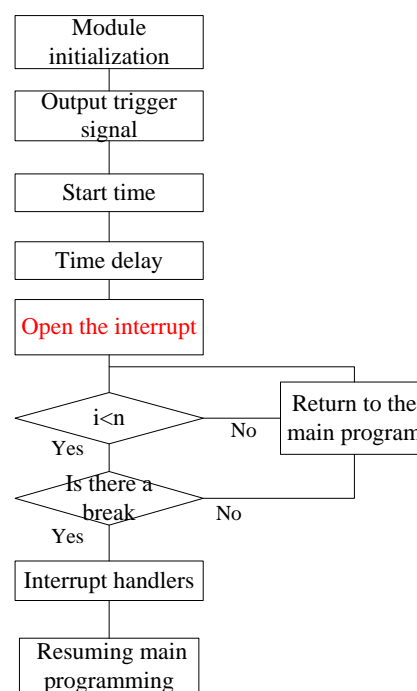 Module
initialization
Output trigger
signal
Start time
Time delay
Open the interrupt
i<n
No
Return to the
main program
Yes
Is there a
break
No
Yes
Interrupt handlers
Resuming main
programming